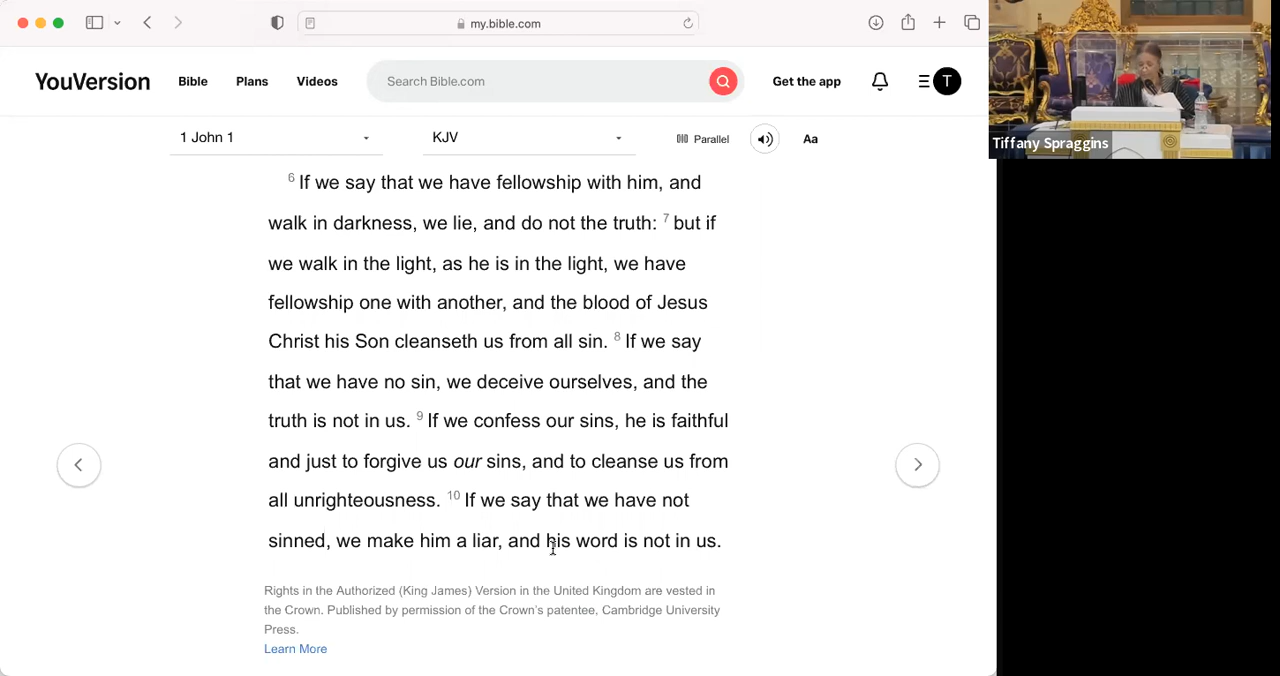 my.bible.com
YouVersion Bible Plans Videos Search Bible.com Get the app T
1 John 1 KJV Parallel Aa
Tiffany Spraggins
6 If we say that we have fellowship with him, and
walk in darkness, we lie, and do not the truth: 7 but if
we walk in the light, as he is in the light, we have
fellowship one with another, and the blood of Jesus
Christ his Son cleanseth us from all sin. 8 If we say
that we have no sin, we deceive ourselves, and the
truth is not in us. 9 If we confess our sins, he is faithful
and just to forgive us our sins, and to cleanse us from
all unrighteousness. 10 If we say that we have not
sinned, we make him a liar, and his word is not in us.
Rights in the Authorized (King James) Version in the United Kingdom are vested in
the Crown. Published by permission of the Crown's patentee, Cambridge University
Press.
Learn More